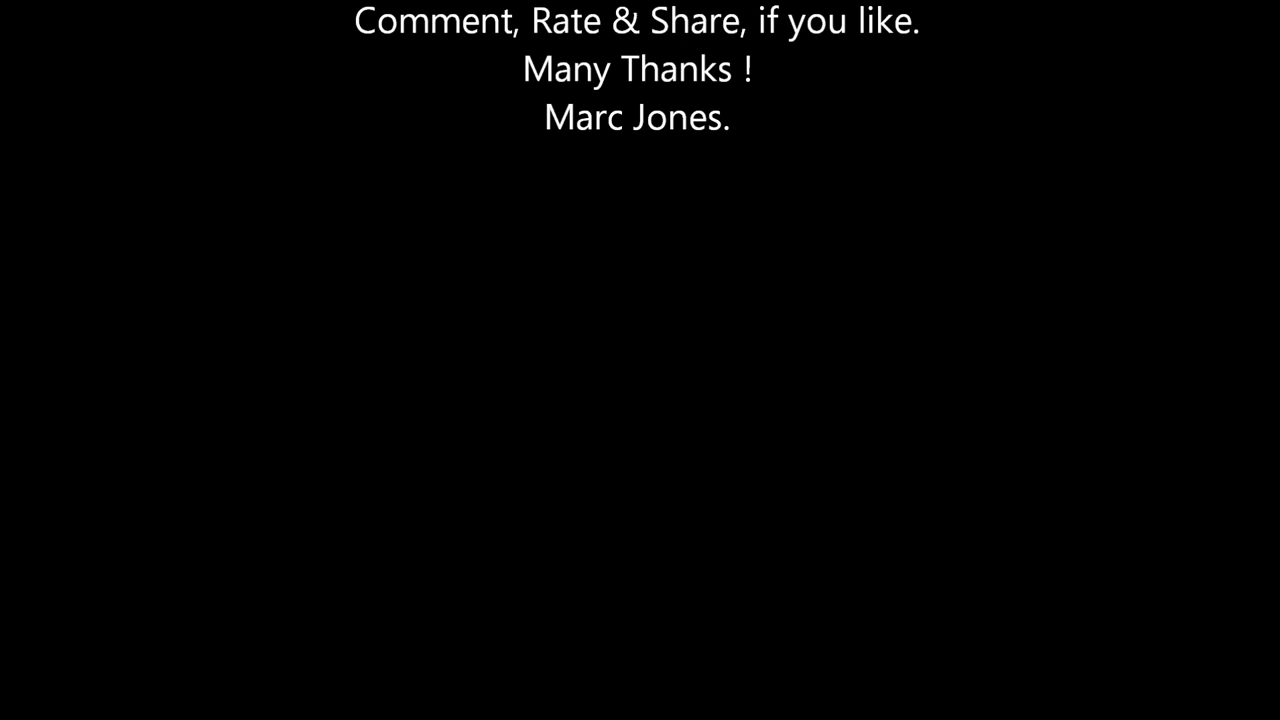 Comment, Rate & Share, if you like.
Many Thanks !
Marc Jones.